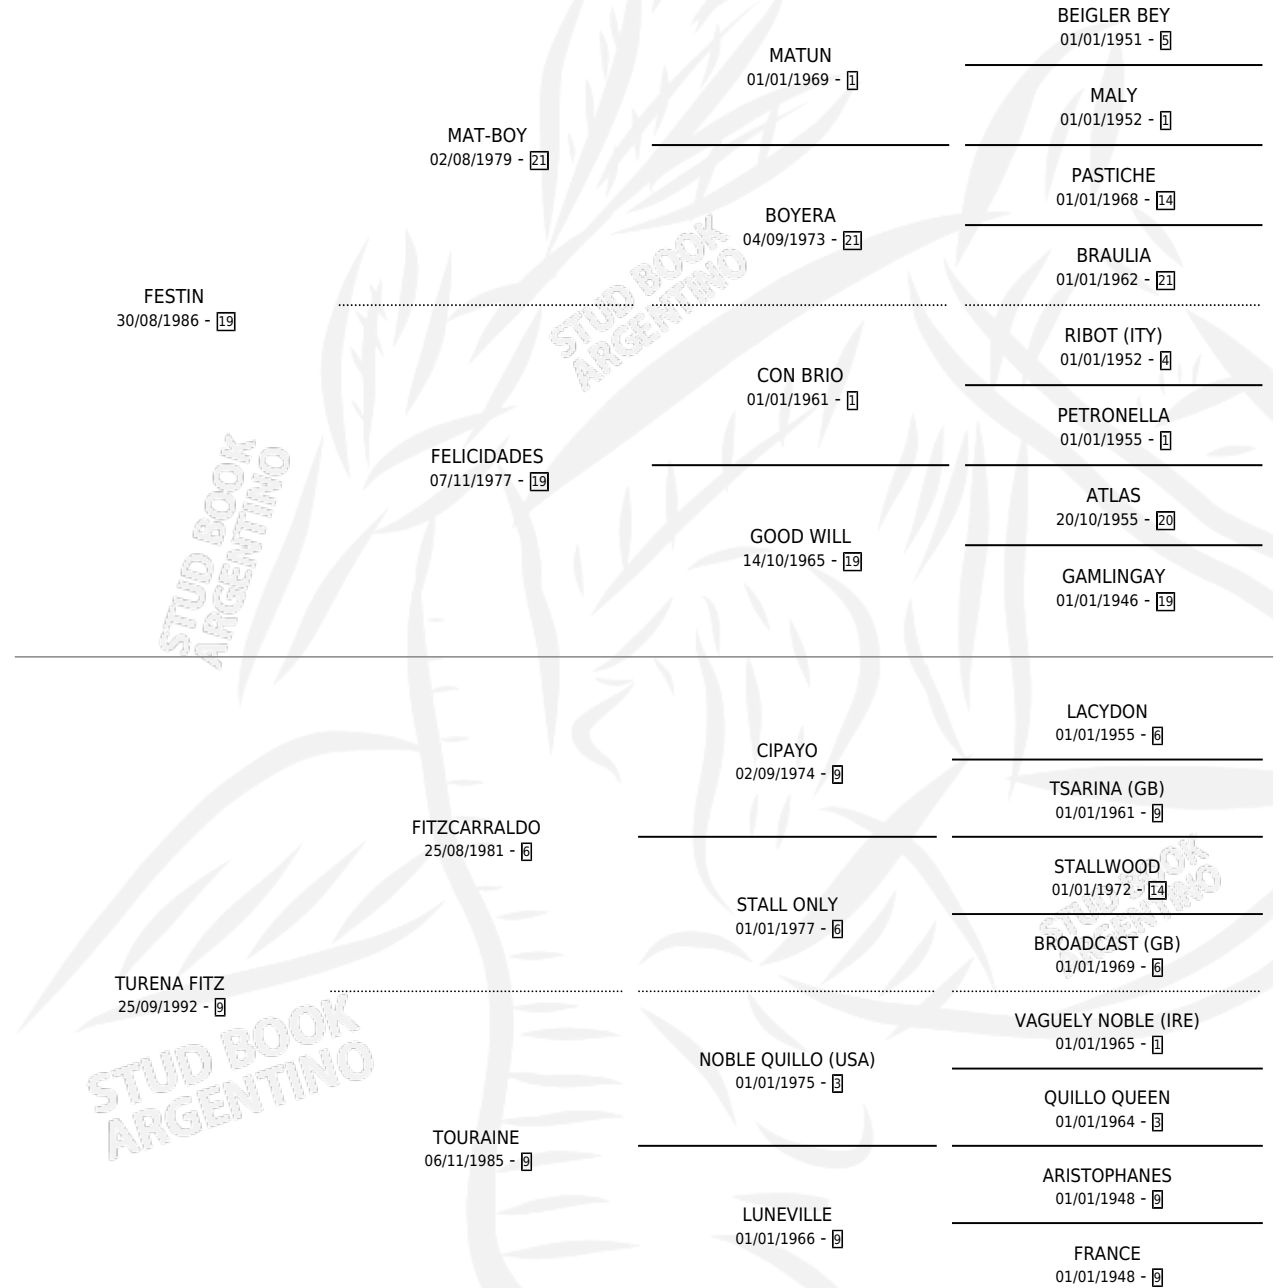 BEIGLER BEY
01/01/1951 - 5
MATUN
01/01/1969 - 1
MALY
01/01/1952 - 1
MAT-BOY
02/08/1979 - 21
PASTICHE
01/01/1968 - 14
BOYERA
04/09/1973 - 21
BRAULIA
01/01/1962 - 21
FESTIN
30/08/1986 - 19
RIBOT (ITY)
01/01/1952 - 4
CON BRIO
01/01/1961 - 1
PETRONELLA
01/01/1955 - 1
FELICIDADES
07/11/1977 - 19
ATLAS
20/10/1955 - 20
GOOD WILL
14/10/1965 - 19
GAMLINGAY
01/01/1946 - 19
LACYDON
01/01/1955 - 6
CIPAYO
02/09/1974 - 9
TSARINA (GB)
01/01/1961 - 9
FITZCARRALDO
25/08/1981 - 6
STALLWOOD
01/01/1972 - 14
STALL ONLY
01/01/1977 - 6
BROADCAST (GB)
01/01/1969 - 6
TURENA FITZ
25/09/1992 - 9
VAGUELY NOBLE (IRE)
01/01/1965 - 1
NOBLE QUILLO (USA)
01/01/1975 - 3
QUILLO QUEEN
01/01/1964 - 3
TOURAINE
06/11/1985 - 9
ARISTOPHANES
01/01/1948 - 9
LUNEVILLE
01/01/1966 - 9
FRANCE
01/01/1948 - 9
STUD BOOK
ARGENTINO
STUD BOOK
ARGENTINO
STUD BOOK
ARGENTINO
STUD BOOK
ARGENTINO